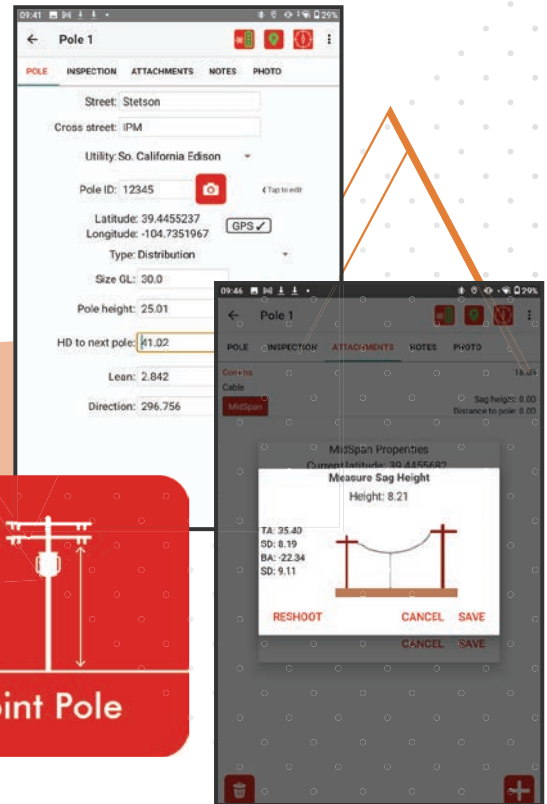 09:41
29%
Pole 1
POLE INSPECTION ATTACHMENTS NOTES PHOTO
Street: Stetson
Cross street: IPM
Utility: So. California Edison
Pole ID: 12345
Tap to edit
Latitude: 39.4455237
Longitude: -104.7351967
GPS✓
Type: Distribution
Size GL: 30.0
Pole height: 25.01
HD to next pole: 41.02
Lean: 2.842
Direction: 296.756
09:46
29%
Pole 1
POLE INSPECTION ATTACHMENTS NOTES PHOTO
Cable
MidSpan
Sag height: 0.00
Distance to pole: 0.00
MidSpan Properties
Current latitude: 39.4455682
Measure Sag Height
Height: 8.21
TA: 35.40
SD: 8.19
BA: -22.34
SD: 9.11
RESHOOT CANCEL SAVE
CANCEL SAVE
int Pole